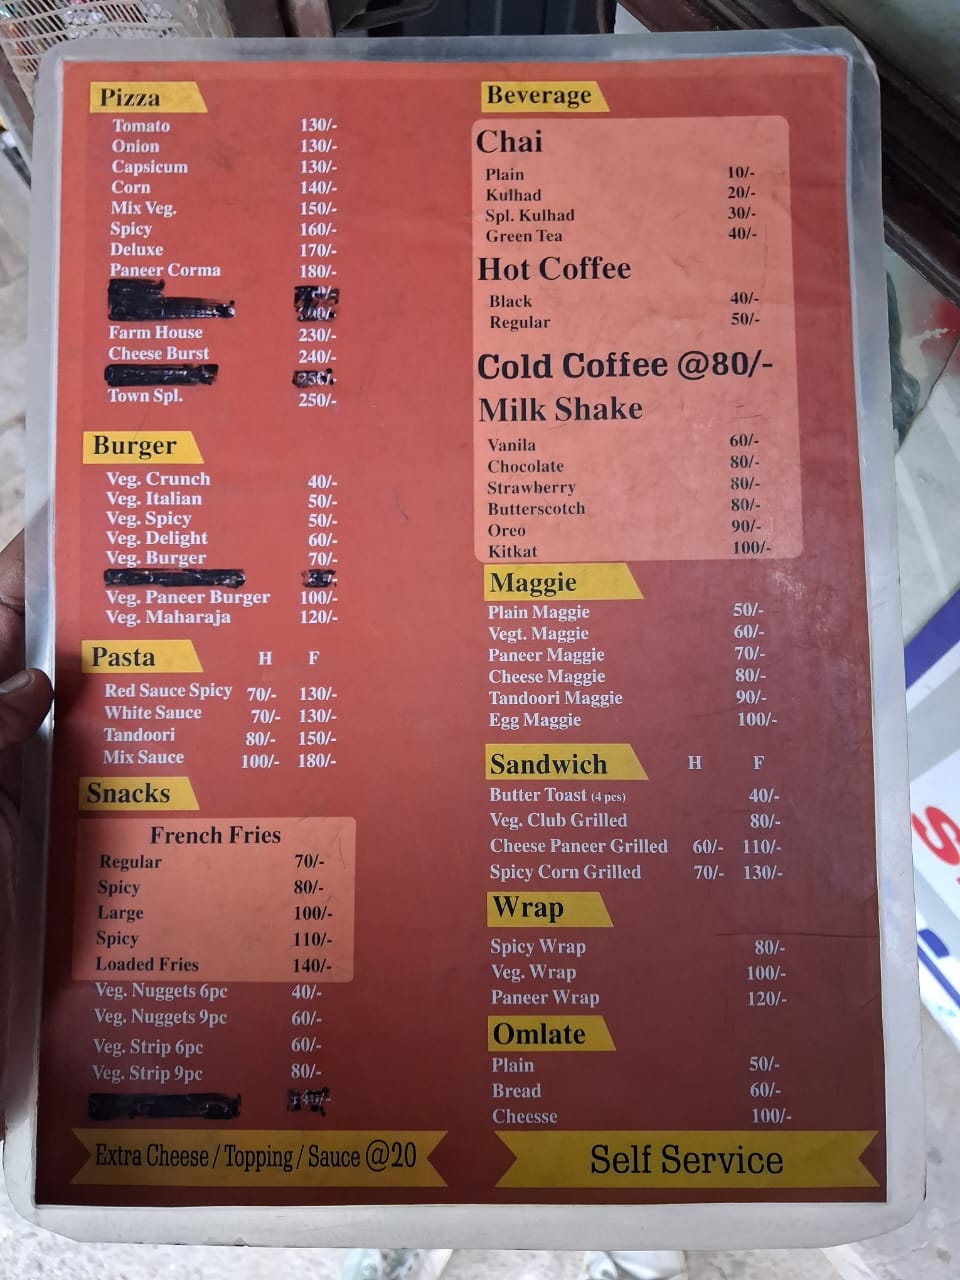 Pizza
Tomato 130/-
Onion 130/-
Capsicum 130/-
Corn 140/-
Mix Veg. 150/-
Spicy 160/-
Deluxe 170/-
Paneer Corma 180/-
Farm House 230/-
Cheese Burst 240/-
250/-
Town Spl. 250/-
Burger
Veg. Crunch 40/-
Veg. Italian 50/-
Veg. Spicy 50/-
Veg. Delight 60/-
Veg. Burger 70/-
Veg. Paneer Burger 100/-
Veg. Maharaja 120/-
Pasta H F
Red Sauce Spicy 70/- 130/-
White Sauce 70/- 130/-
Tandoori 80/- 150/-
Mix Sauce 100/- 180/-
Snacks
French Fries
Regular 70/-
Spicy 80/-
Large 100/-
Spicy 110/-
Loaded Fries 140/-
Veg. Nuggets 6pc 40/-
Veg. Nuggets 9pc 60/-
Veg. Strip 6pc 60/-
Veg. Strip 9pc 80/-
Extra Cheese / Topping / Sauce @20
Beverage
Chai
Plain 10/-
Kulhad 20/-
Spl. Kulhad 30/-
Green Tea 40/-
Hot Coffee
Black 40/-
Regular 50/-
Cold Coffee @80/-
Milk Shake
Vanila 60/-
Chocolate 80/-
Strawberry 80/-
Butterscotch 80/-
Oreo 90/-
Kitkat 100/-
Maggie
Plain Maggie 50/-
Vegt. Maggie 60/-
Paneer Maggie 70/-
Cheese Maggie 80/-
Tandoori Maggie 90/-
Egg Maggie 100/-
Sandwich H F
Butter Toast (4 pcs) 40/-
Veg. Club Grilled 80/-
Cheese Paneer Grilled 60/- 110/-
Spicy Corn Grilled 70/- 130/-
Wrap
Spicy Wrap 80/-
Veg. Wrap 100/-
Paneer Wrap 120/-
Omlate
Plain 50/-
Bread 60/-
Cheesse 100/-
Self Service